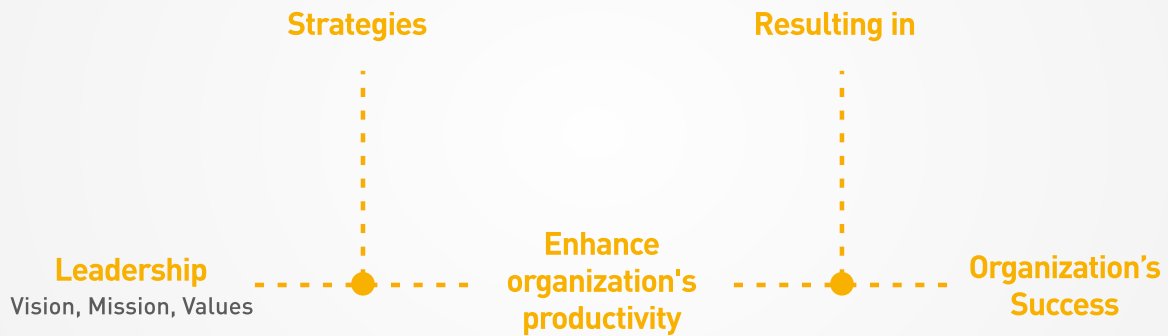 Strategies
Resulting in
Leadership
Vision, Mission, Values
Enhance
organization's
productivity
Organization’s
Success